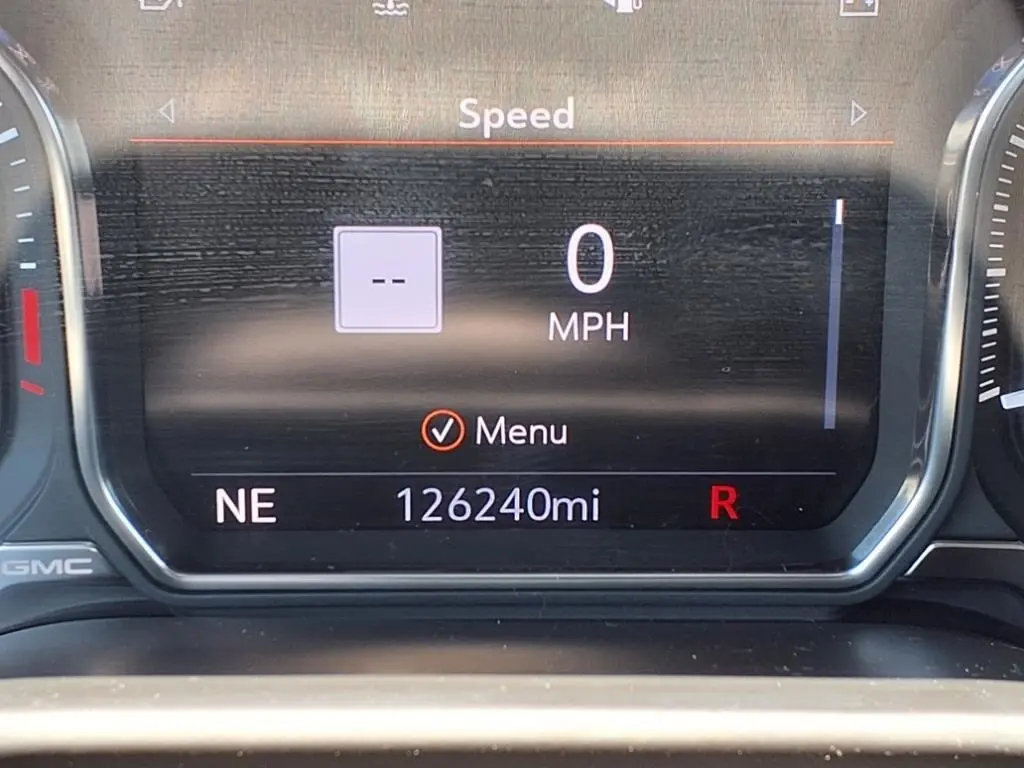 Speed
--
0
MPH
Menu
NE 126240mi R
GMC